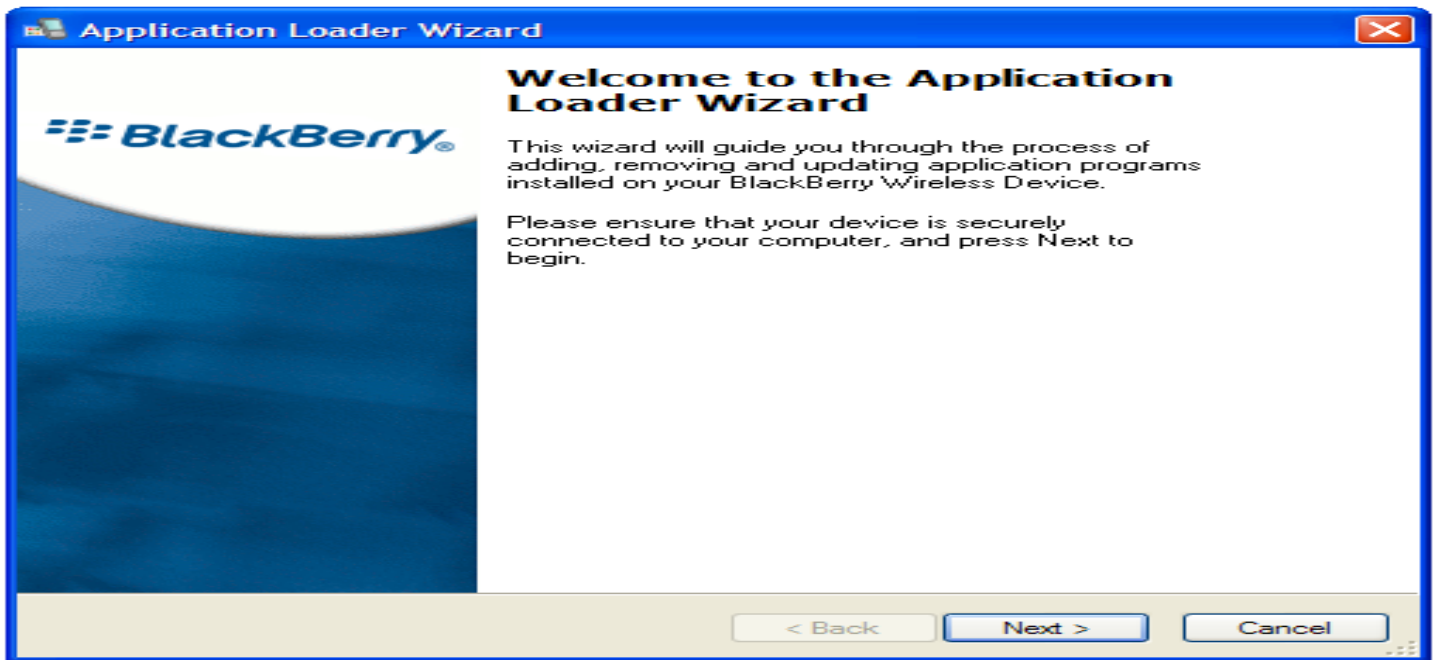 Application Loader Wizard
Welcome to the Application
Loader Wizard
BlackBerry®
This wizard will guide you through the process of
adding, removing and updating application programs
installed on your BlackBerry Wireless Device.
Please ensure that your device is securely
connected to your computer, and press Next to
begin.
< Back
Next >
Cancel